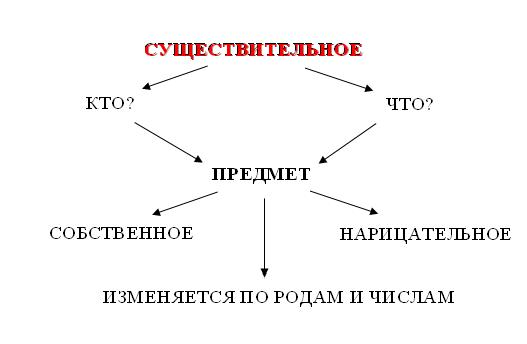 СУЩЕСТВИТЕЛЬНОЕ
КТО? ЧТО?
ПРЕДМЕТ
СОБСТВЕННОЕ НАРИЦАТЕЛЬНОЕ
ИЗМЕНЯЕТСЯ ПО РОДАМ И ЧИСЛАМ